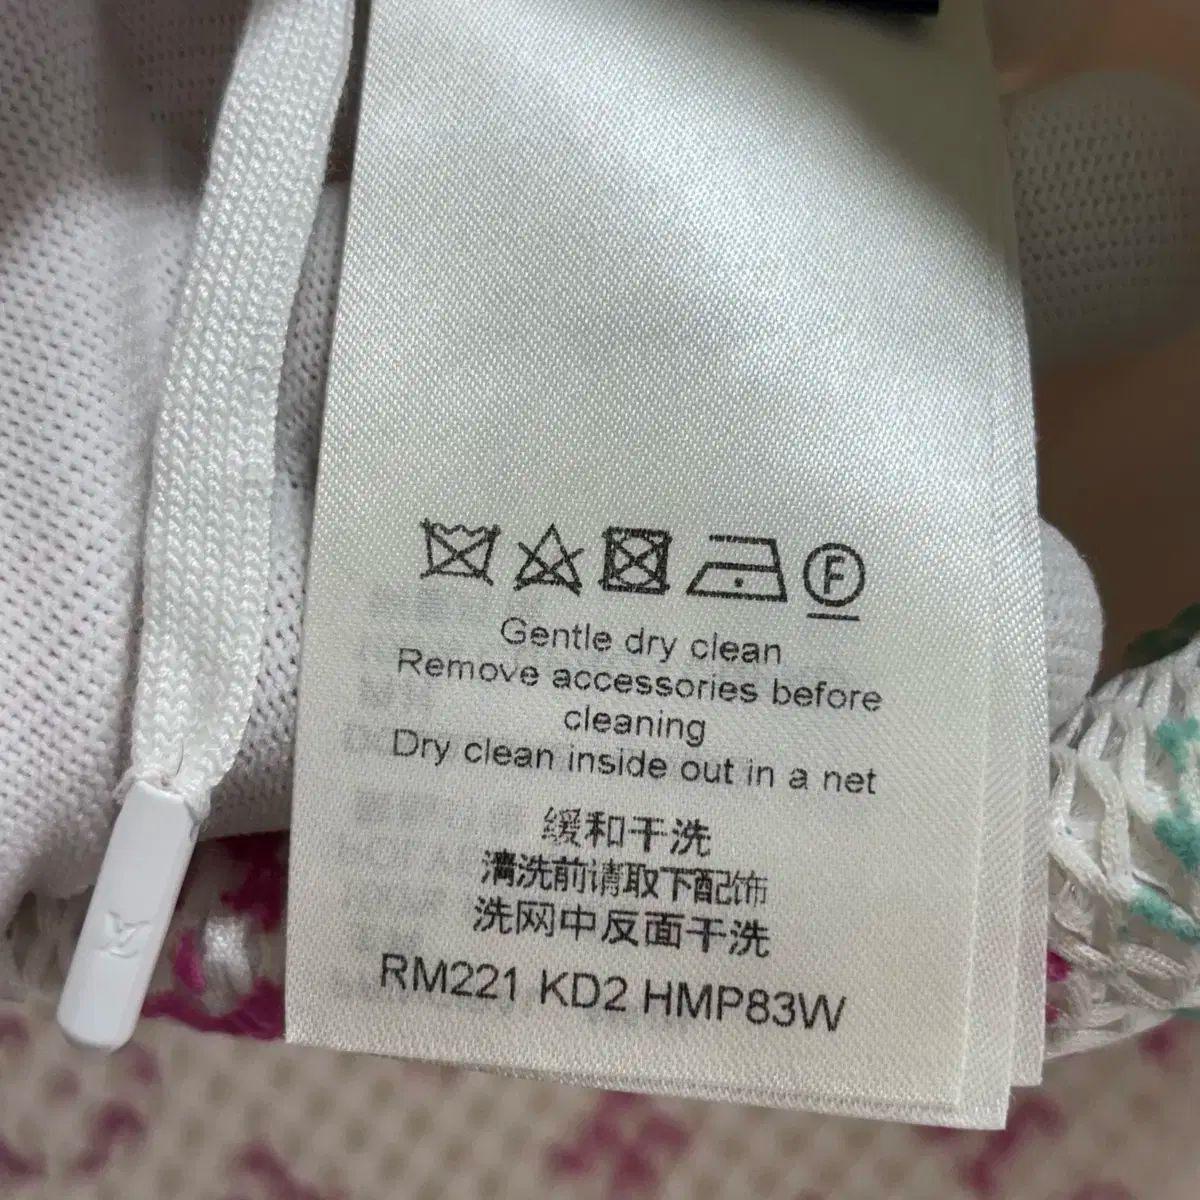 F
Gentle dry clean
Remove accessories before
cleaning
Dry clean inside out in a net
缓和干洗
清洗前请取下配饰
洗网中反面干洗
RM221 KD2 HMP83W
LV